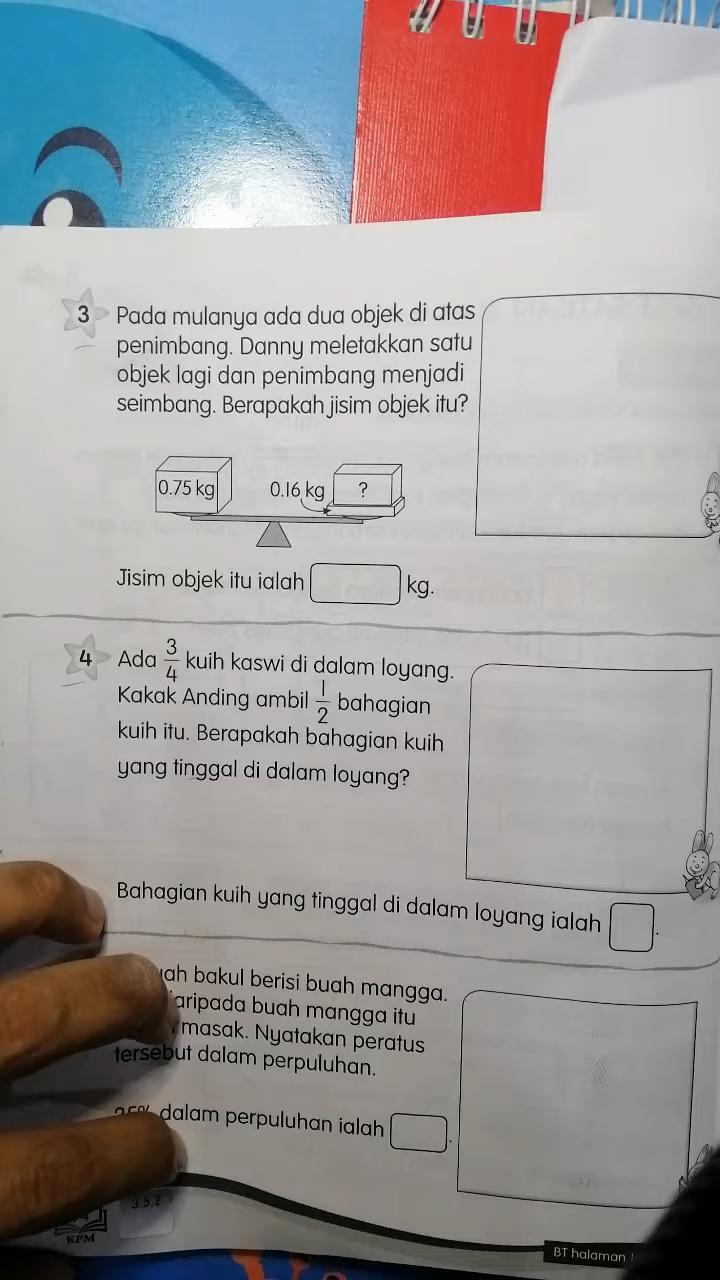 3 Pada mulanya ada dua objek di atas
penimbang. Danny meletakkan satu
objek lagi dan penimbang menjadi
seimbang. Berapakah jisim objek itu?
0.75 kg 0.16 kg ?
Jisim objek itu ialah kg.
4 Ada 3/4 kuih kaswi di dalam loyang.
Kakak Anding ambil 1/2 bahagian
kuih itu. Berapakah bahagian kuih
yang tinggal di dalam loyang?
Bahagian kuih yang tinggal di dalam loyang ialah .
bakul berisi buah mangga.
buah mangga itu
masak. Nyatakan peratus
tersebut dalam perpuluhan.
dalam perpuluhan ialah .
3.5.2
KPM
BT halaman